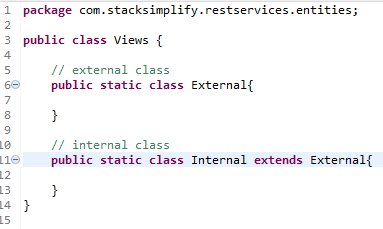 1 package com.stacksimplify.restservices.entities;
2
3 public class Views {
4
5 // external class
6 public static class External{
7
8 }
9
10 // internal class
11 public static class Internal extends External{
12
13 }
14 }
15